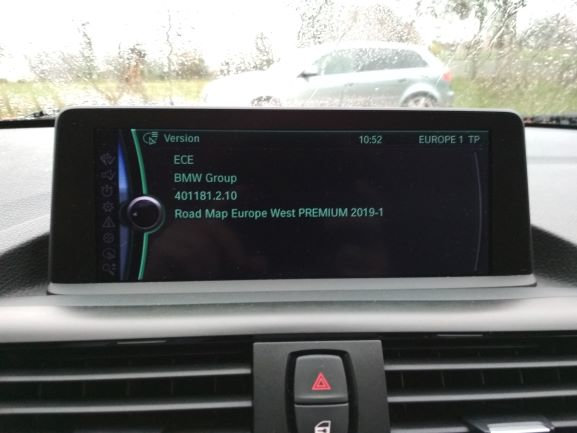 Version 10:52 EUROPE 1 TP
ECE
BMW Group
401181.2.10
Road Map Europe West PREMIUM 2019-1